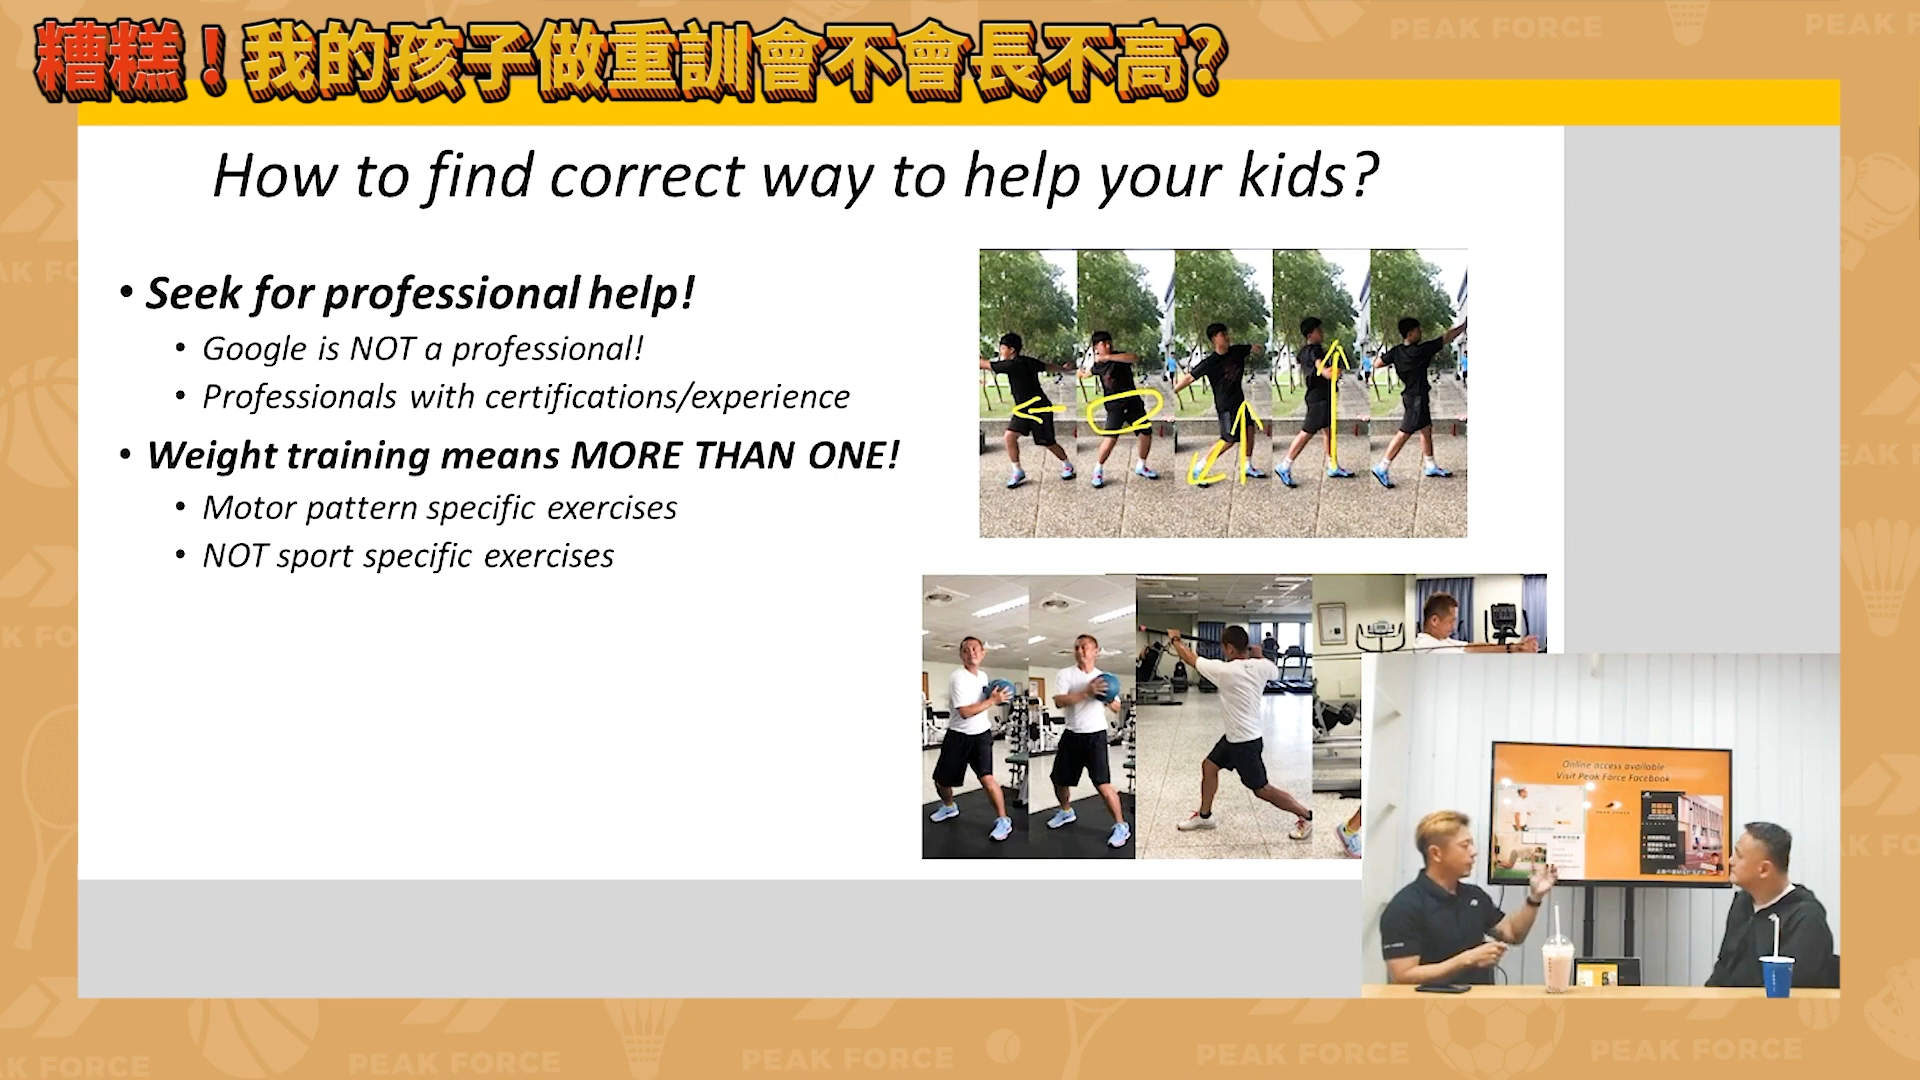 糟糕！我的孩子做重訓會不會長不高?
How to find correct way to help your kids?
• Seek for professional help!
• Google is NOT a professional!
• Professionals with certifications/experience
• Weight training means MORE THAN ONE!
• Motor pattern specific exercises
• NOT sport specific exercises
Online access available
Visit Peak Force Facebook
PEAK FORCE
PEAK FORCE
PEAK FORCE
PEAK FORCE
PEAK FORCE
PEAK FORCE